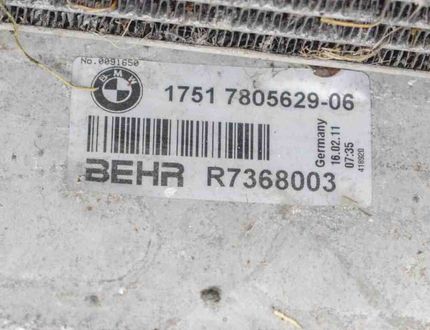 No.0091650
BMW
1751 7805629-06
BEHR R7368003
Germany
16.02.11
07:35
418920